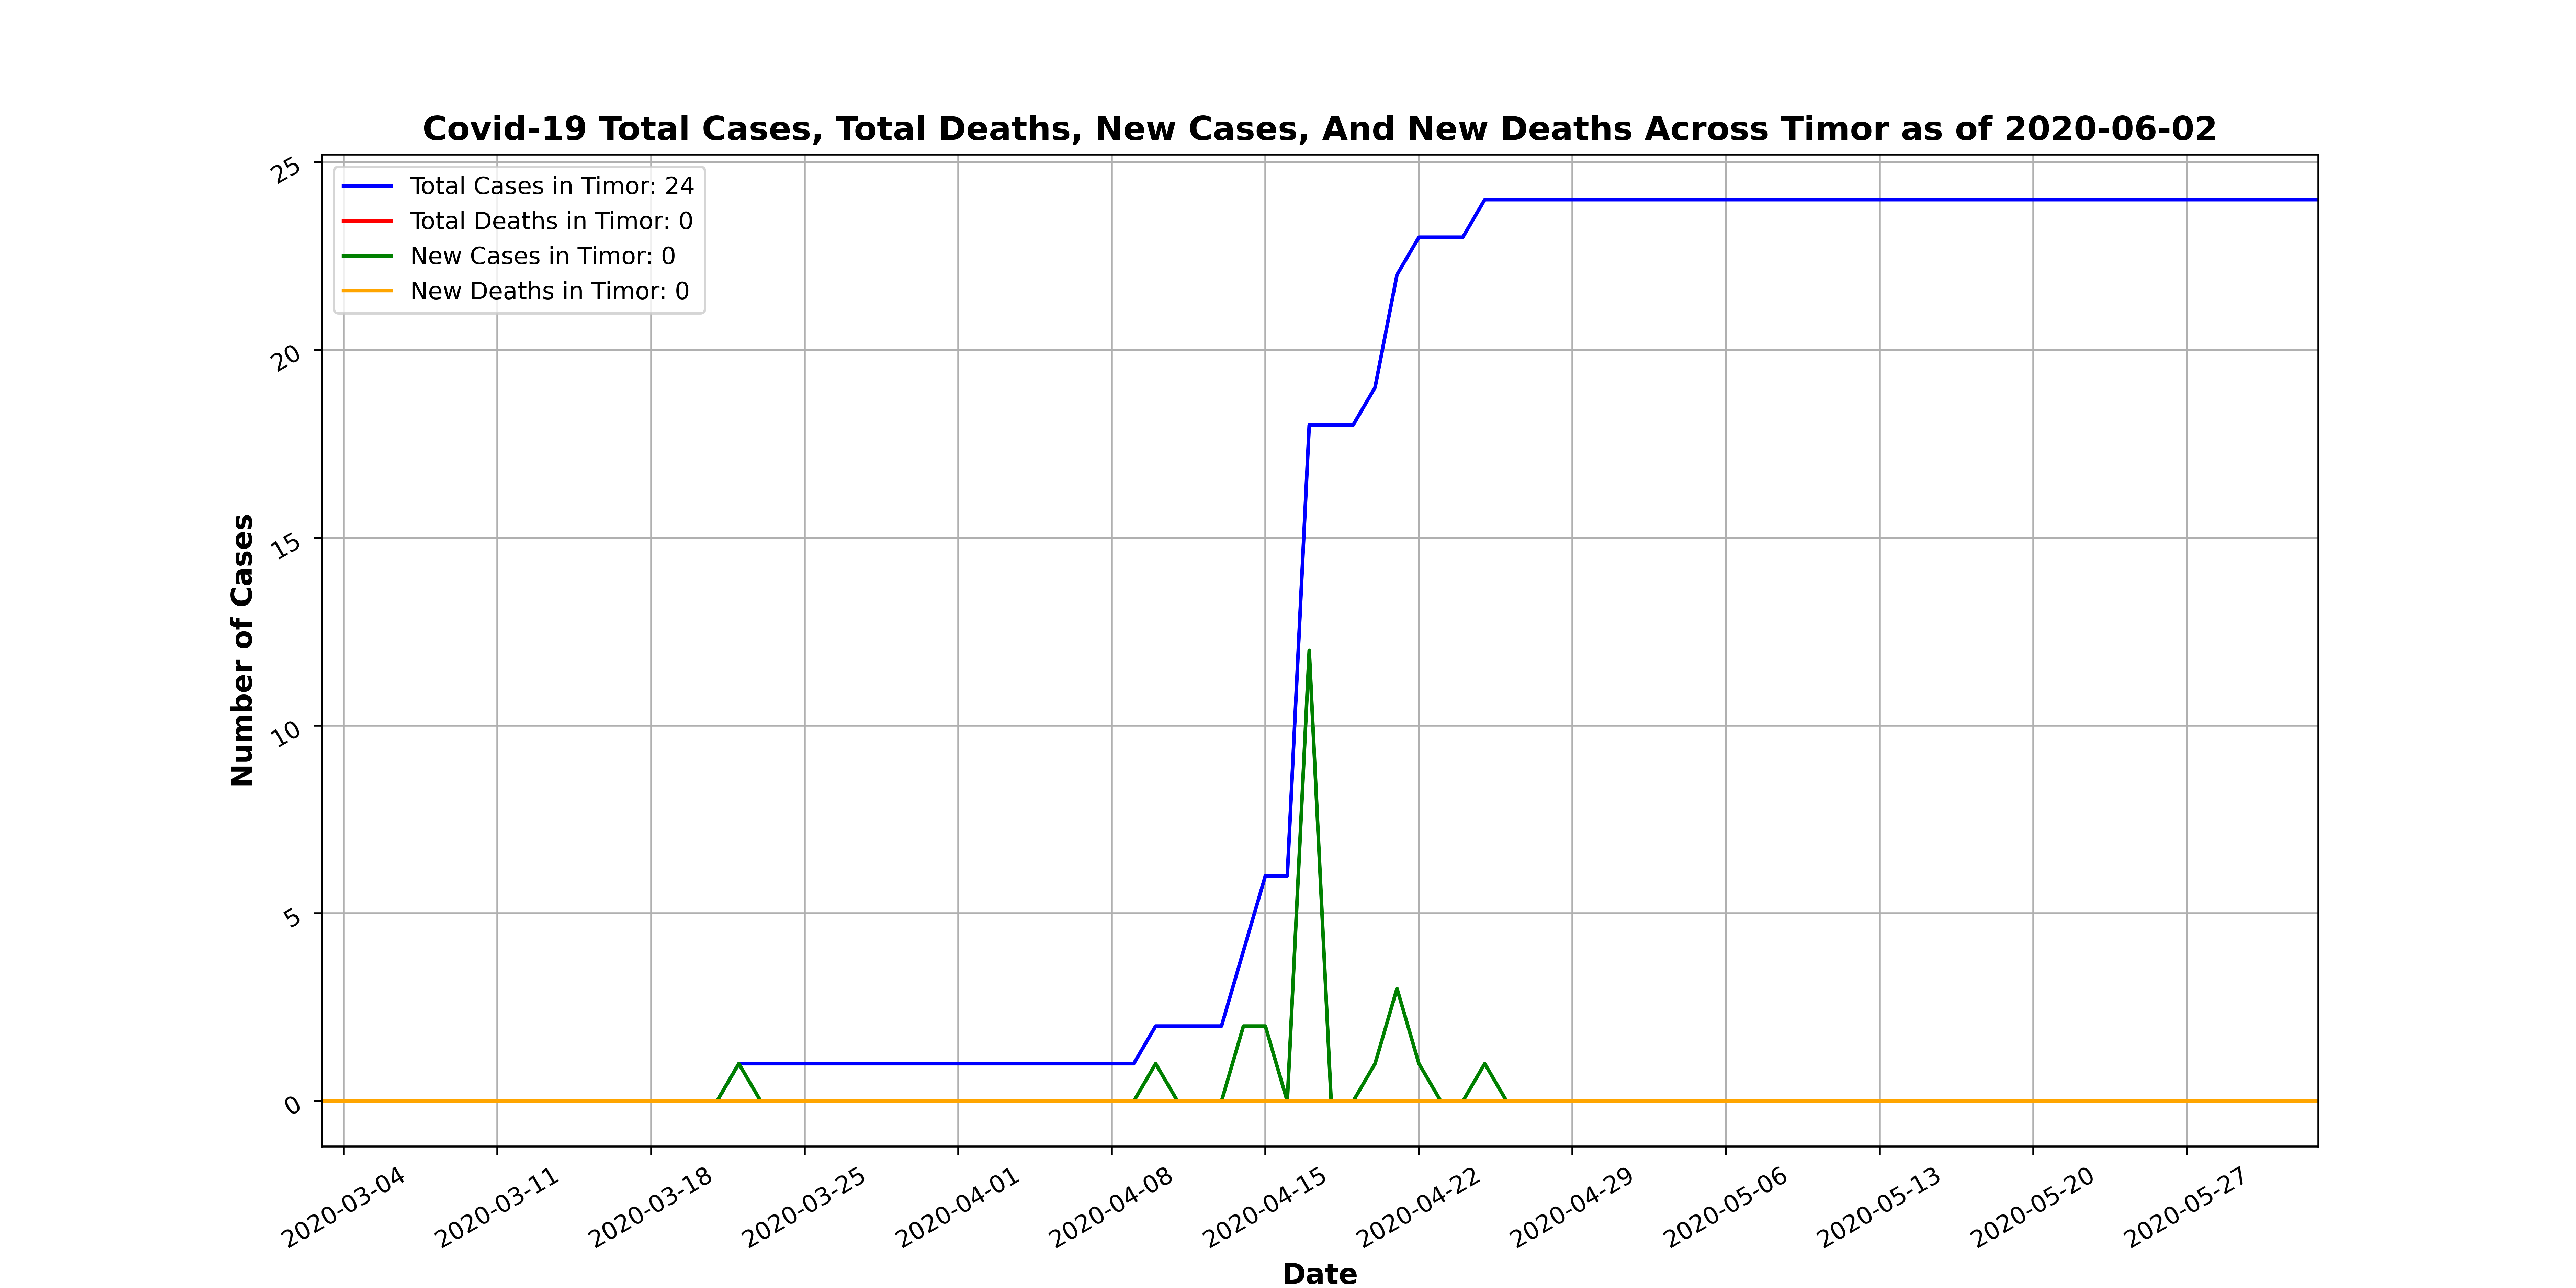 Covid-19 Total Cases, Total Deaths, New Cases, And New Deaths Across Timor as of 2020-06-02
Total Cases in Timor: 24
Total Deaths in Timor: 0
New Cases in Timor: 0
New Deaths in Timor: 0
Number of Cases
25
20
15
10
5
0
2020-03-04
2020-03-11
2020-03-18
2020-03-25
2020-04-01
2020-04-08
2020-04-15
2020-04-22
2020-04-29
2020-05-06
2020-05-13
2020-05-20
2020-05-27
Date